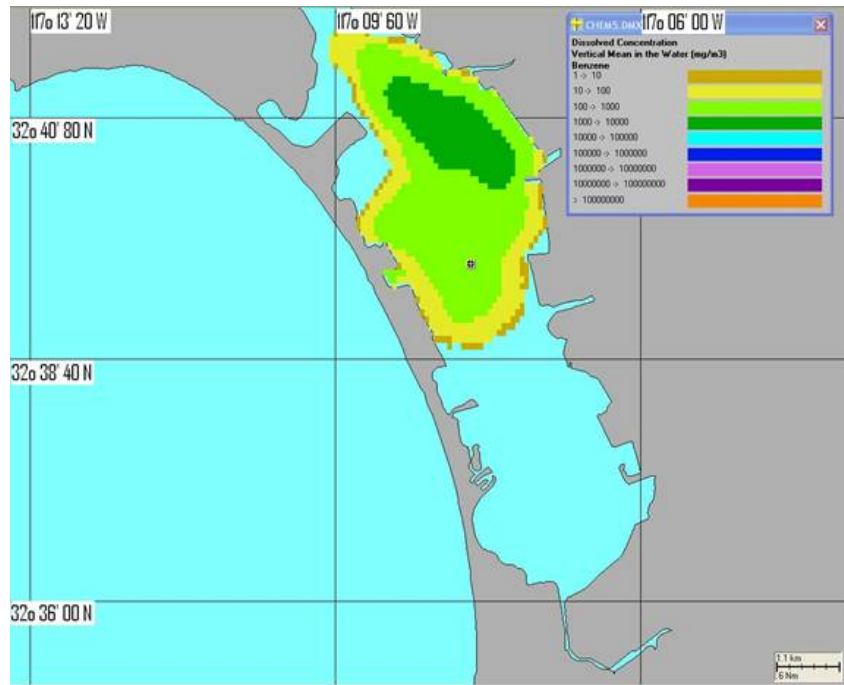 117o 13' 20 W
117o 09' 60 W
117o 06' 00 W
CHEM5.DMX
Dissolved Concentration
Vertical Mean in the Water (mg/m3)
Benzene
1 -> 10
10 -> 100
100 -> 1000
1000 -> 10000
10000 -> 100000
100000 -> 1000000
1000000 -> 10000000
10000000 -> 100000000
> 100000000
32o 40' 80 N
32o 38' 40 N
32o 36' 00 N
1.1 km
.6 Nm